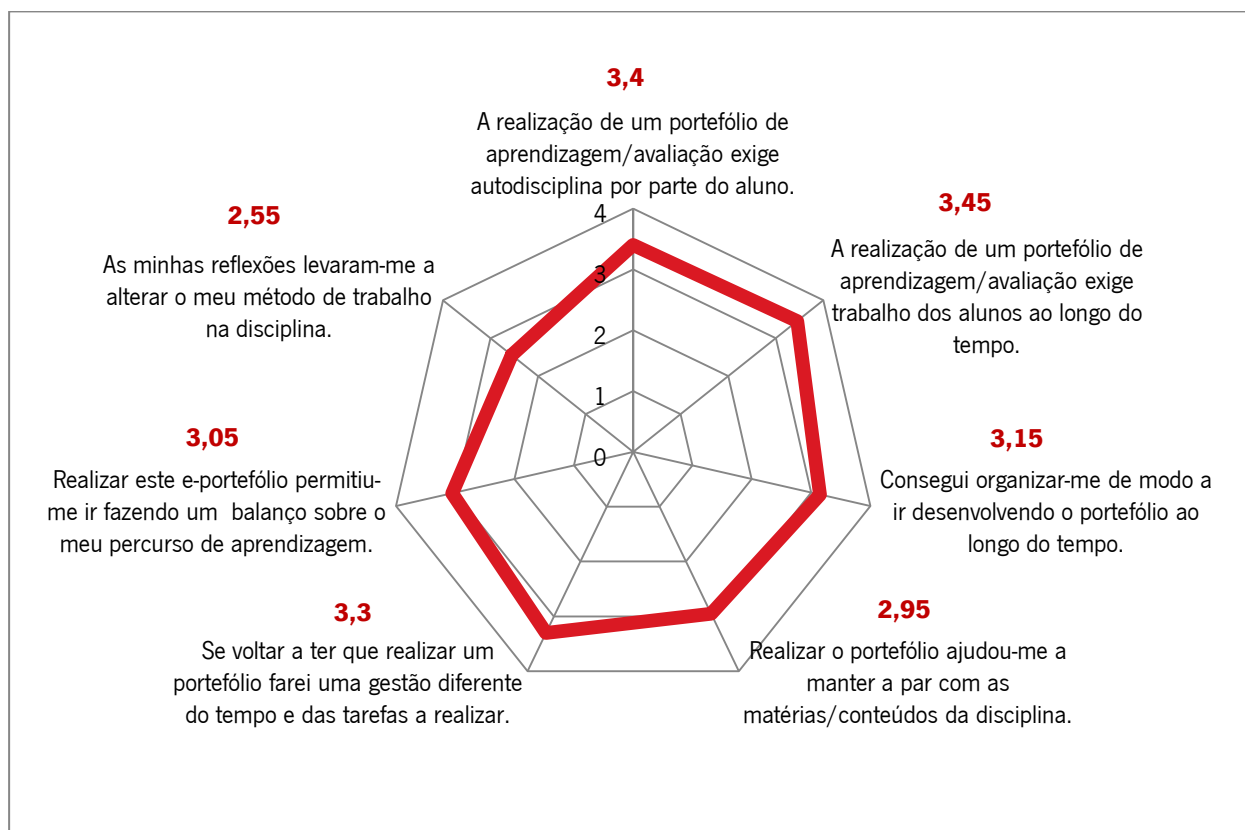 3,4
A realização de um portefólio de
aprendizagem/avaliação exige
autodisciplina por parte do aluno.
3,45
A realização de um portefólio de
aprendizagem/avaliação exige
trabalho dos alunos ao longo do
tempo.
3,15
Consegui organizar-me de modo a
ir desenvolvendo o portefólio ao
longo do tempo.
2,95
Realizar o portefólio ajudou-me a
manter a par com as
matérias/conteúdos da disciplina.
3,3
Se voltar a ter que realizar um
portefólio farei uma gestão diferente
do tempo e das tarefas a realizar.
3,05
Realizar este e-portefólio permitiu-
me ir fazendo um  balanço sobre o
meu percurso de aprendizagem.
2,55
As minhas reflexões levaram-me a
alterar o meu método de trabalho
na disciplina.
4
3
2
1
0